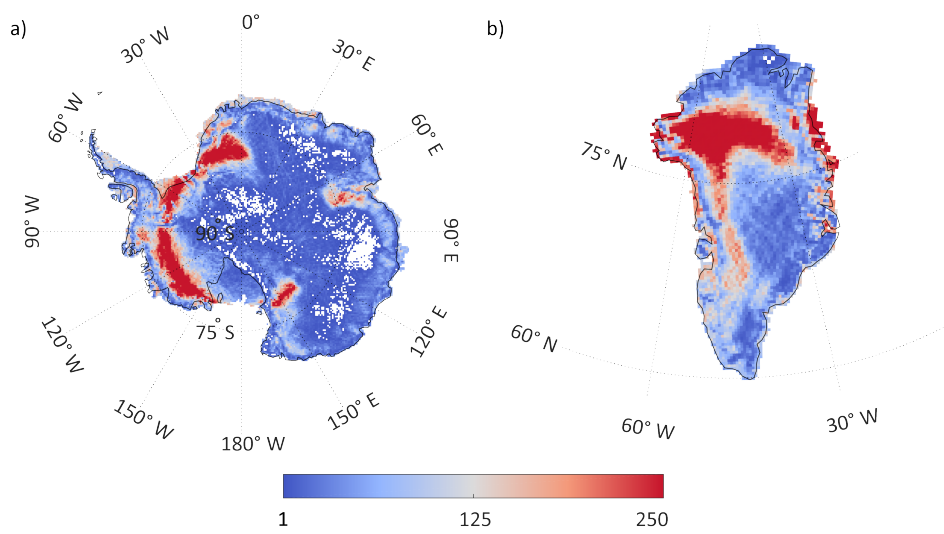 a)
b)
0°
30° W
30° E
60° W
60° E
75° N
90° W
90° S
90° E
75° S
120° W
120° E
60° N
150° W
150° E
180° W
60° W
30° W
1
125
250